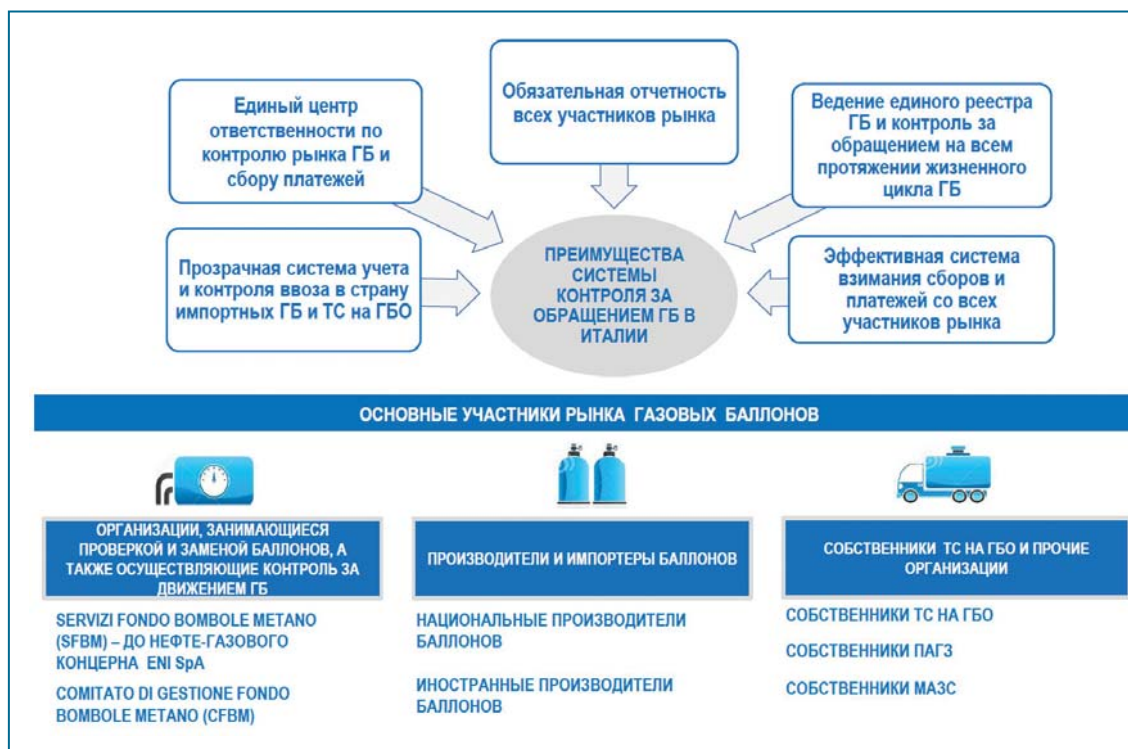 Единый центр
ответственности по
контролю рынка ГБ и
сбору платежей
Обязательная отчетность
всех участников рынка
Ведение единого реестра
ГБ и контроль за
обращением на всем
протяжении жизненного
цикла ГБ
Прозрачная система учета
и контроля ввоза в страну
импортных ГБ и ТС на ГБО
ПРЕИМУЩЕСТВА
СИСТЕМЫ
КОНТРОЛЯ ЗА
ОБРАЩЕНИЕМ ГБ В
ИТАЛИИ
Эффективная система
взимания сборов и
платежей со всех
участников рынка
ОСНОВНЫЕ УЧАСТНИКИ РЫНКА ГАЗОВЫХ БАЛЛОНОВ
ОРГАНИЗАЦИИ, ЗАНИМАЮЩИЕСЯ
ПРОВЕРКОЙ И ЗАМЕНОЙ БАЛЛОНОВ, А
ТАКЖЕ ОСУЩЕСТВЛЯЮЩИЕ КОНТРОЛЬ ЗА
ДВИЖЕНИЕМ ГБ
SERVIZI FONDO BOMBOLE METANO
(SFBM) – ДО НЕФТЕ-ГАЗОВОГО
КОНЦЕРНА ENI SpA
COMITATO DI GESTIONE FONDO
BOMBOLE METANO (CFBM)
ПРОИЗВОДИТЕЛИ И ИМПОРТЕРЫ БАЛЛОНОВ
НАЦИОНАЛЬНЫЕ ПРОИЗВОДИТЕЛИ
БАЛЛОНОВ
ИНОСТРАННЫЕ ПРОИЗВОДИТЕЛИ
БАЛЛОНОВ
СОБСТВЕННИКИ ТС НА ГБО И ПРОЧИЕ
ОРГАНИЗАЦИИ
СОБСТВЕННИКИ ТС НА ГБО
СОБСТВЕННИКИ ПАГЗ
СОБСТВЕННИКИ МАЗС